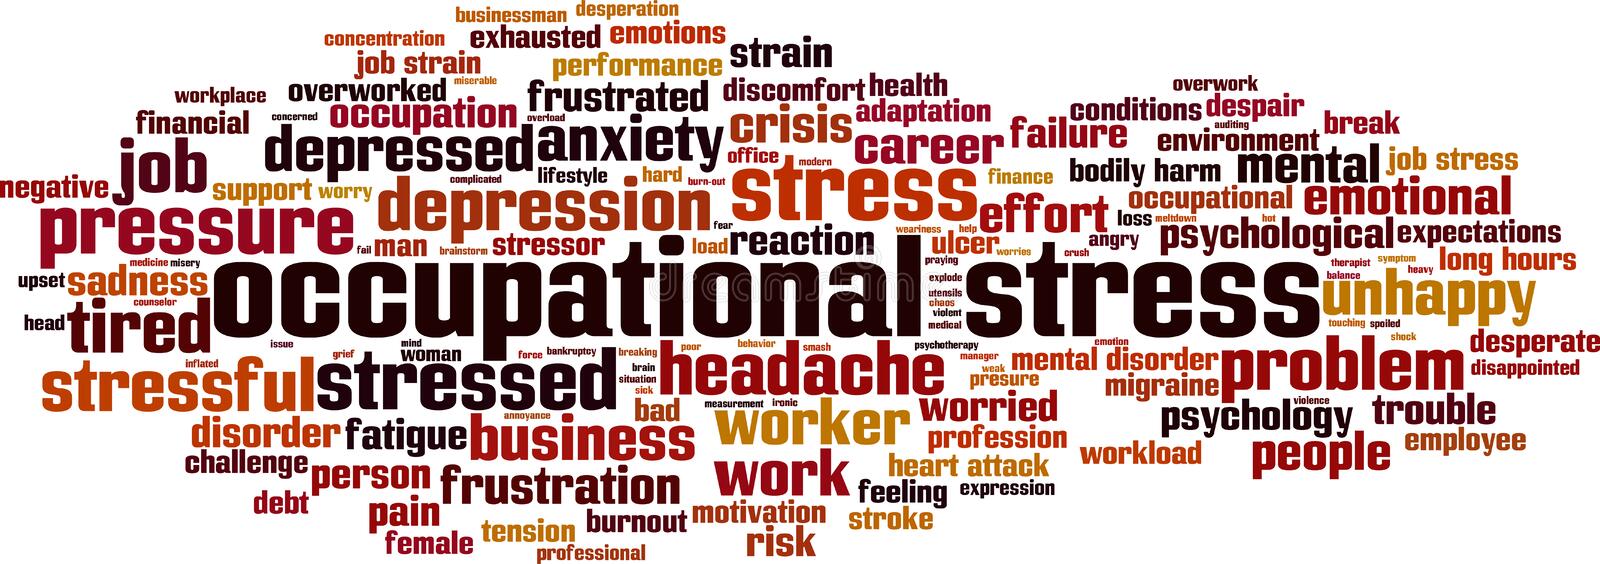 businessman desperation
concentration exhausted emotions strain
job strain miserable performance
workplace overworked frustrated discomfort health overwork
financial concerned occupation overload crisis adaptation conditions despair
job depressed anxiety office modern career failure auditing environment break
negative support worry complicated lifestyle hard burn-out stress finance bodily harm mental job stress
pressure depression fear effort loss meltdown occupational hot emotional
fail man brainstorm stressor load reaction weariness help ulcer worries angry crush psychological expectations
upset medicine misery sadness counselor praying explode therapist symptom balance heavy long hours
occupational stress
head tired utensils chaos violent medical unhappy touching spoiled
issue inflated grief mind woman force bankruptcy breaking poor behavior smash psychotherapy manager emotion shock desperate
stressful stressed brain situation sick headache weak presure mental disorder migraine problem disappointed
annoyance bad measurement ironic worker worried violence psychology trouble
disorder fatigue business profession employee
challenge person work heart attack workload people
debt frustration feeling expression
pain tension burnout motivation stroke
female professional risk
dreamstime